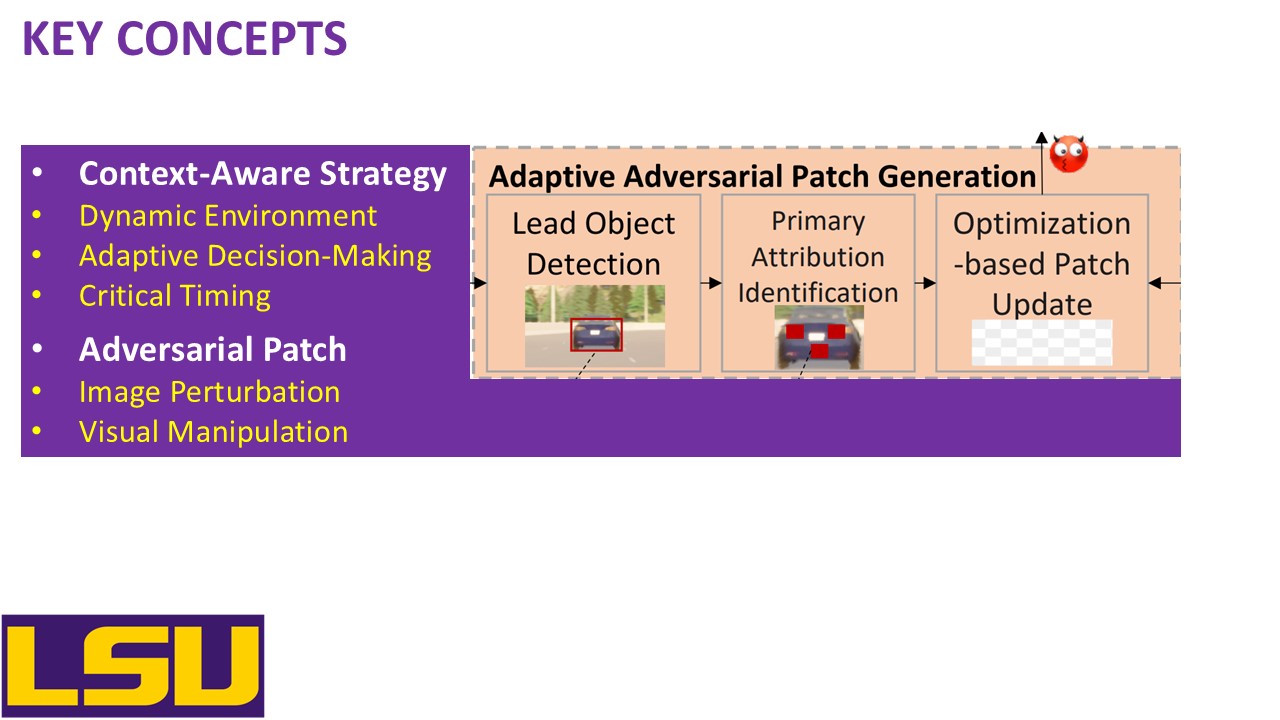 KEY CONCEPTS
• Context-Aware Strategy
• Dynamic Environment
• Adaptive Decision-Making
• Critical Timing
• Adversarial Patch
• Image Perturbation
• Visual Manipulation
Adaptive Adversarial Patch Generation
Lead Object
Detection
Primary
Attribution
Identification
Optimization
-based Patch
Update
LSU